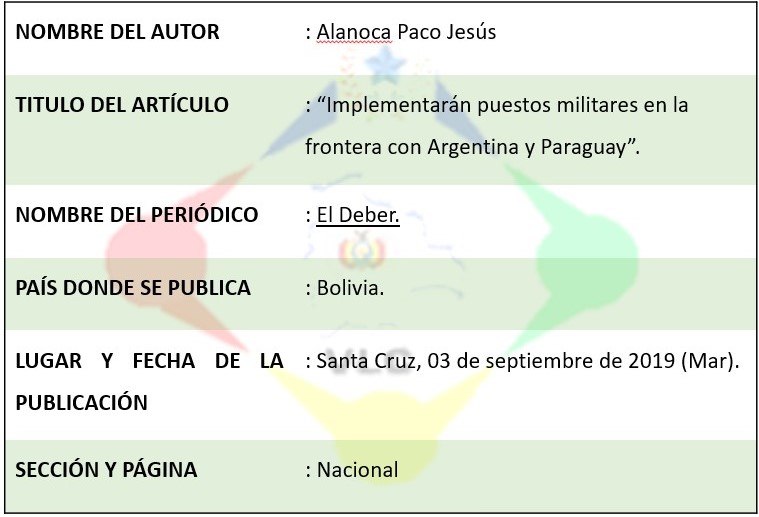 NOMBRE DEL AUTOR : Alanoca Paco Jesús
TITULO DEL ARTÍCULO : “Implementarán puestos militares en la
frontera con Argentina y Paraguay”.
NOMBRE DEL PERIÓDICO : El Deber.
PAÍS DONDE SE PUBLICA : Bolivia.
LUGAR Y FECHA DE LA : Santa Cruz, 03 de septiembre de 2019 (Mar).
PUBLICACIÓN
SECCIÓN Y PÁGINA : Nacional
VLS